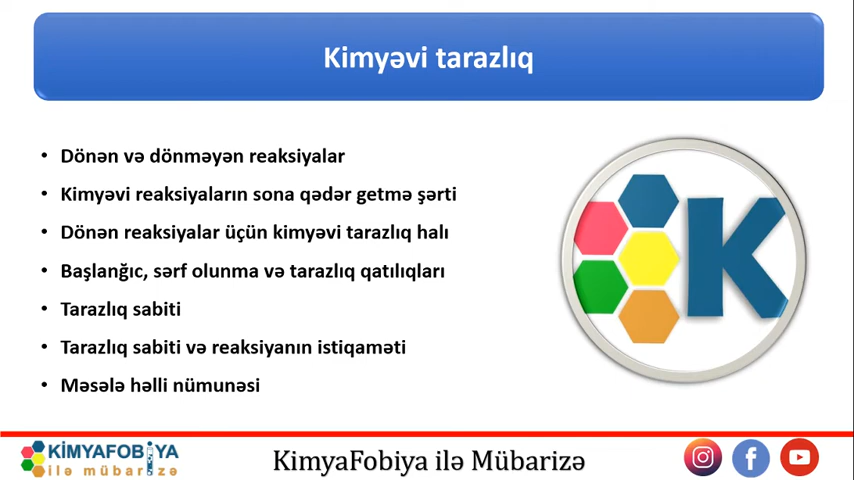 Kimyəvi tarazlıq
• Dönən və dönməyən reaksiyalar
• Kimyəvi reaksiyaların sona qədər getmə şərti
• Dönən reaksiyalar üçün kimyəvi tarazlıq halı
• Başlanğıc, sərf olunma və tarazlıq qatılıqları
• Tarazlıq sabiti
• Tarazlıq sabiti və reaksiyanın istiqaməti
• Məsələ həlli nümunəsi
K
KİMYAFOBİYA
ilə mübarizə
KimyaFobiya ilə Mübarizə